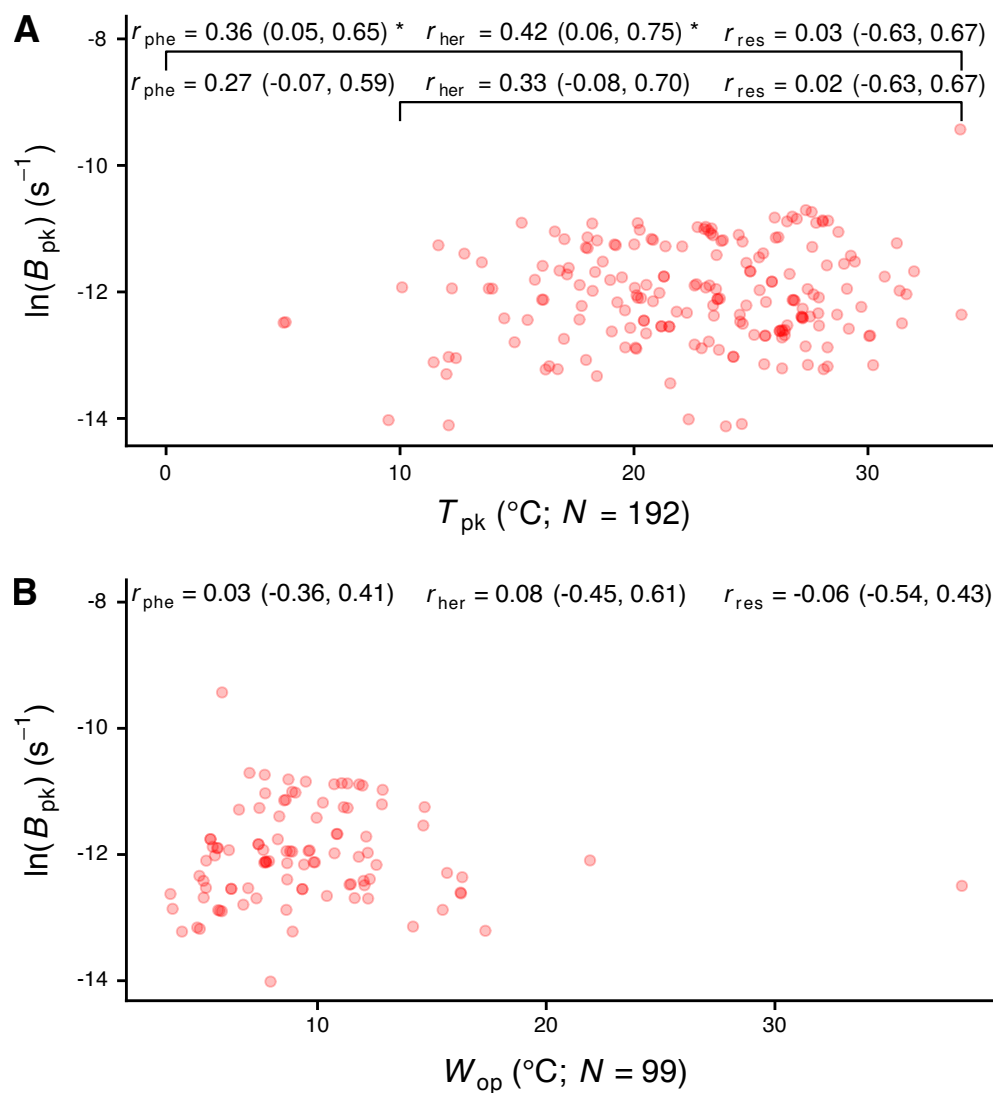 A
r phe = 0.36 (0.05, 0.65) * r her = 0.42 (0.06, 0.75) * r res = 0.03 (-0.63, 0.67)
r phe = 0.27 (-0.07, 0.59) r her = 0.33 (-0.08, 0.70) r res = 0.02 (-0.63, 0.67)
ln(B pk) (s⁻¹)
-8
-10
-12
-14
0 10 20 30
T pk (°C; N = 192)
B
r phe = 0.03 (-0.36, 0.41) r her = 0.08 (-0.45, 0.61) r res = -0.06 (-0.54, 0.43)
ln(B pk) (s⁻¹)
-8
-10
-12
-14
10 20 30
W op (°C; N = 99)